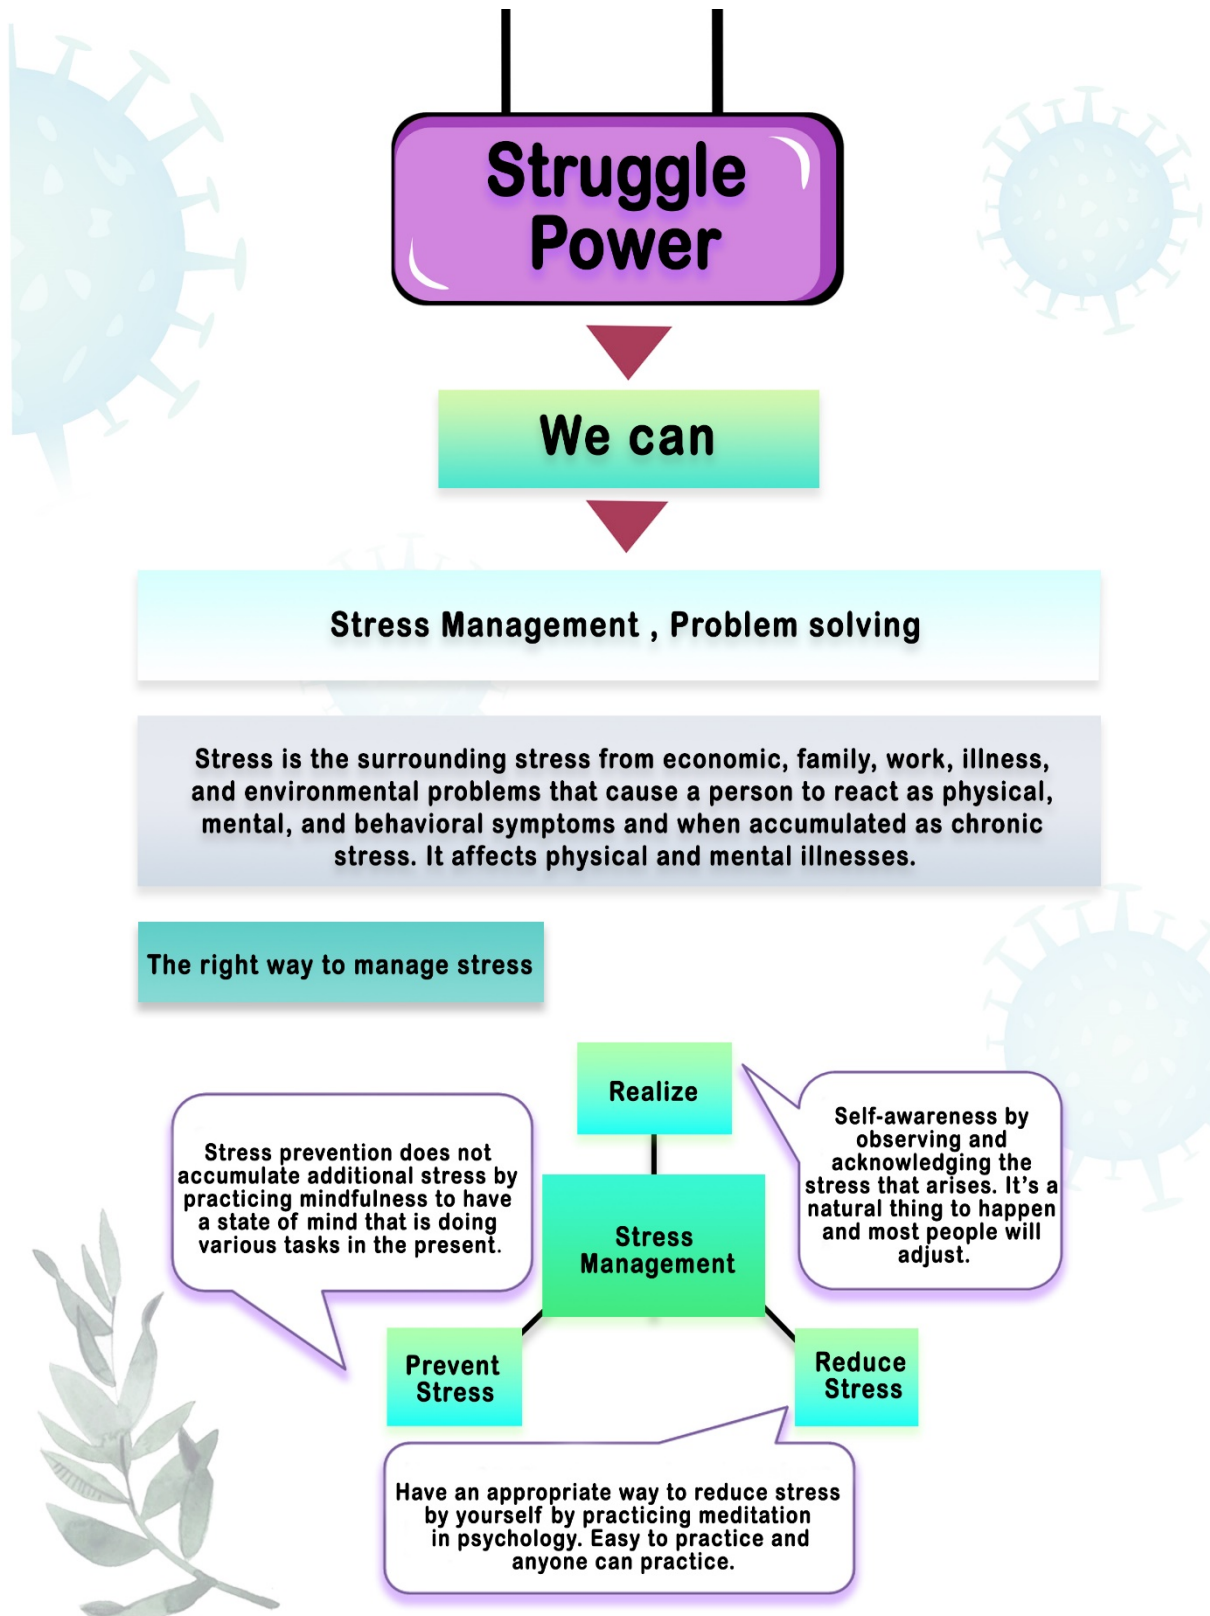 Struggle
Power
We can
Stress Management , Problem solving
Stress is the surrounding stress from economic, family, work, illness,
and environmental problems that cause a person to react as physical,
mental, and behavioral symptoms and when accumulated as chronic
stress. It affects physical and mental illnesses.
The right way to manage stress
Realize
Self-awareness by
observing and
acknowledging the
stress that arises. It's a
natural thing to happen
and most people will
adjust.
Stress prevention does not
accumulate additional stress by
practicing mindfulness to have
a state of mind that is doing
various tasks in the present.
Stress
Management
Prevent
Stress
Reduce
Stress
Have an appropriate way to reduce stress
by yourself by practicing meditation
in psychology. Easy to practice and
anyone can practice.